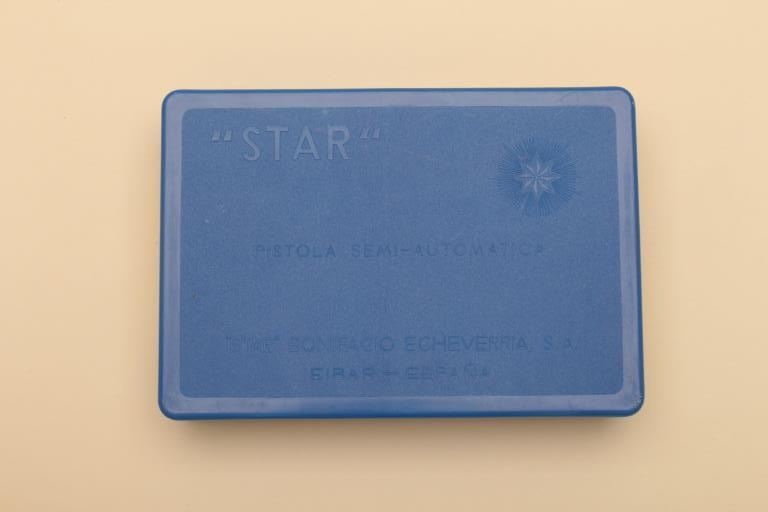 "STAR"
PISTOLA SEMI-AUTOMATICA
"STAR" BONIFACIO ECHEVERRIA, S.A.
EIBAR - ESPAÑA